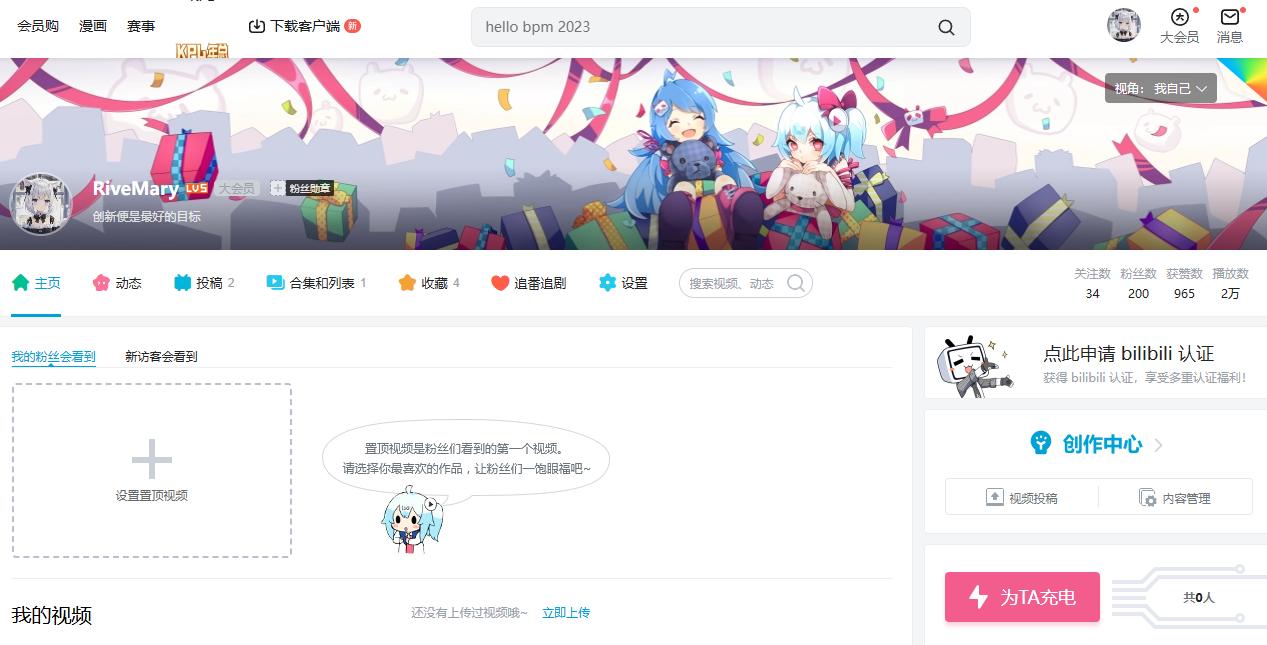 会员购 漫画 赛事 下载客户端 新 hello bpm 2023 大会员 消息
KPL年总
视角： 我自己
RiveMary LV5 大会员 粉丝勋章
创新便是最好的目标
主页 动态 投稿 2 合集和列表 1 收藏 4 追番追剧 设置 搜索视频、动态
关注数 粉丝数 获赞数 播放数
34 200 965 2万
我的粉丝会看到 新访客会看到
设置置顶视频
置顶视频是粉丝们看到的第一个视频。
请选择你最喜欢的作品，让粉丝们一饱眼福吧~
我的视频 还没有上传过视频哦~ 立即上传
点此申请 bilibili 认证
获得 bilibili 认证，享受多重认证福利！
创作中心
视频投稿 内容管理
为TA充电 共0人